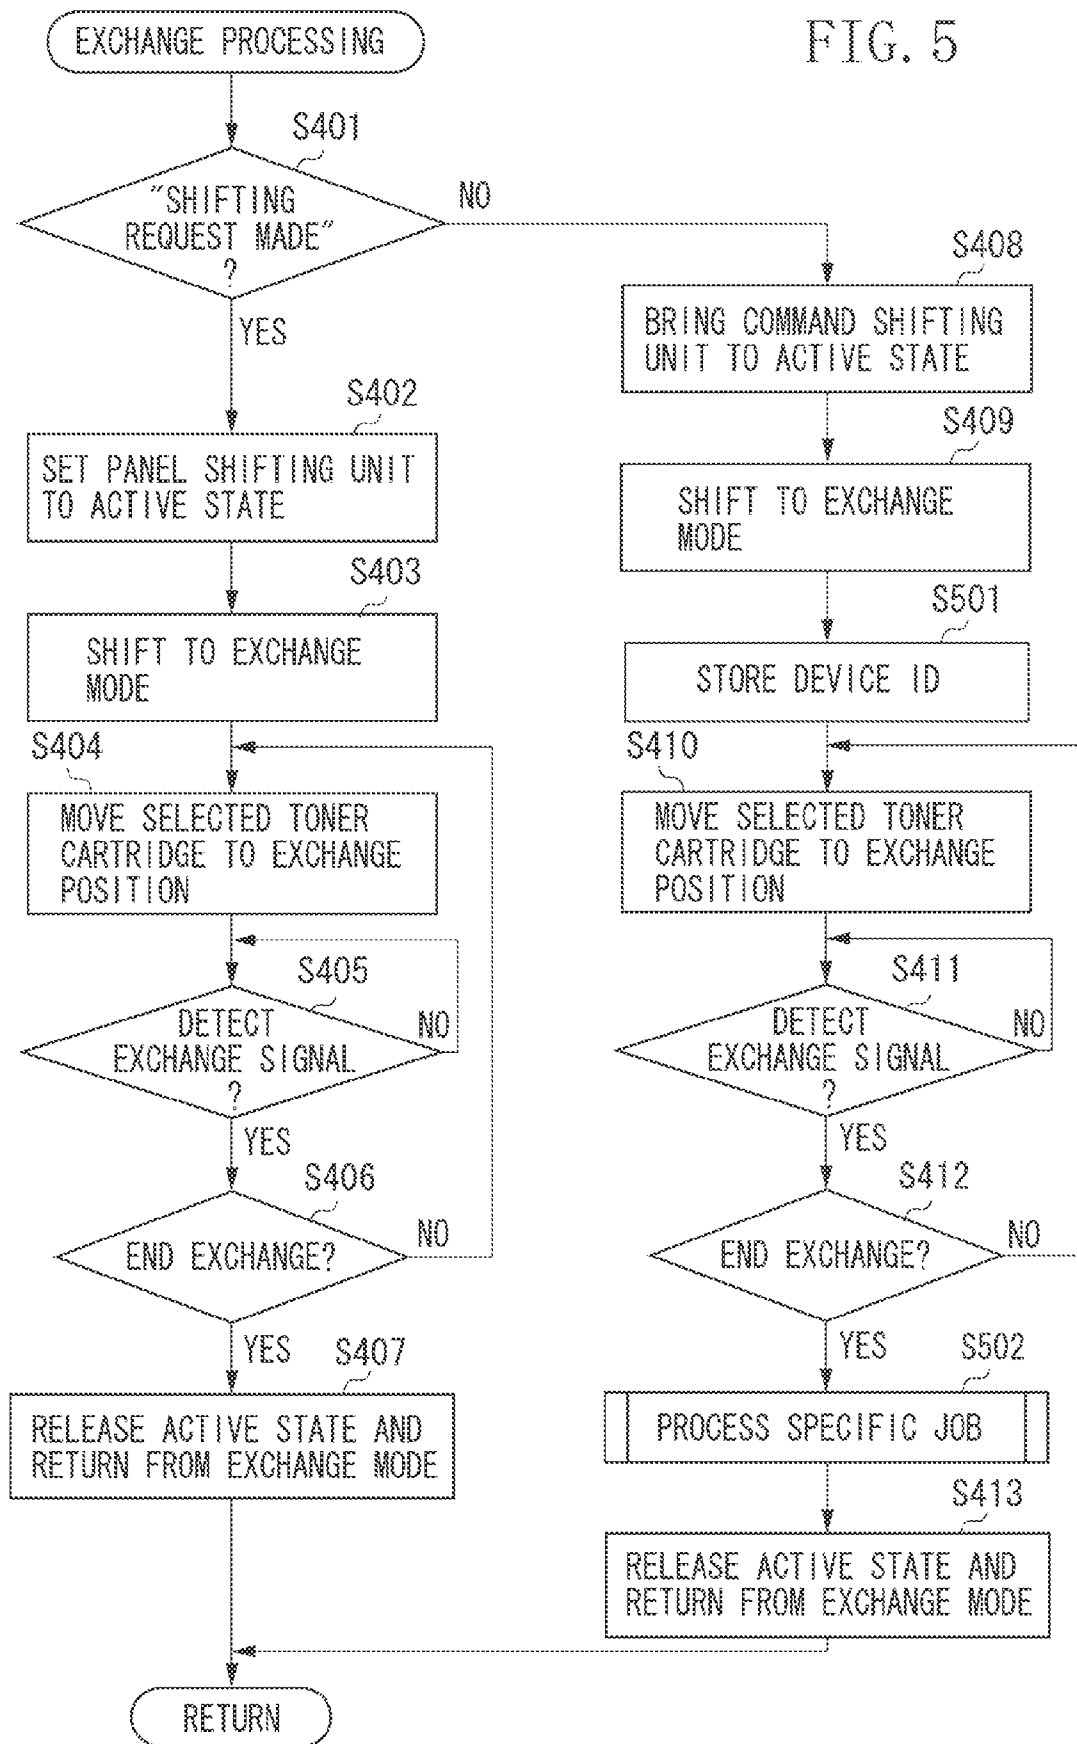 EXCHANGE PROCESSING
FIG. 5
S401
"SHIFTING
REQUEST MADE"
?
NO
YES
S402
SET PANEL SHIFTING UNIT
TO ACTIVE STATE
S403
SHIFT TO EXCHANGE
MODE
S404
MOVE SELECTED TONER
CARTRIDGE TO EXCHANGE
POSITION
S405
DETECT
EXCHANGE SIGNAL
?
NO
YES
S406
END EXCHANGE?
NO
YES
S407
RELEASE ACTIVE STATE AND
RETURN FROM EXCHANGE MODE
S408
BRING COMMAND SHIFTING
UNIT TO ACTIVE STATE
S409
SHIFT TO EXCHANGE
MODE
S501
STORE DEVICE ID
S410
MOVE SELECTED TONER
CARTRIDGE TO EXCHANGE
POSITION
S411
DETECT
EXCHANGE SIGNAL
?
NO
YES
S412
END EXCHANGE?
NO
YES
S502
PROCESS SPECIFIC JOB
S413
RELEASE ACTIVE STATE AND
RETURN FROM EXCHANGE MODE
RETURN